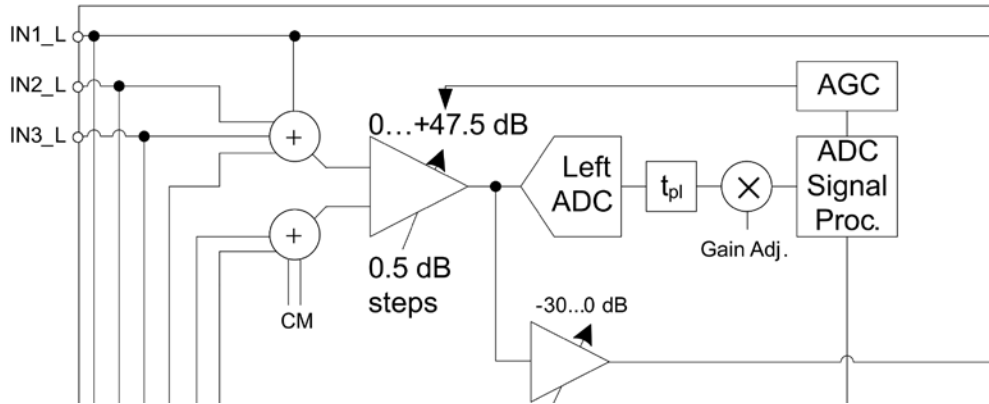 IN1_L
IN2_L
IN3_L
AGC
0...+47.5 dB
+
Left
ADC
t_pl
×
ADC
Signal
Proc.
Gain Adj.
+
0.5 dB
steps
CM
-30...0 dB